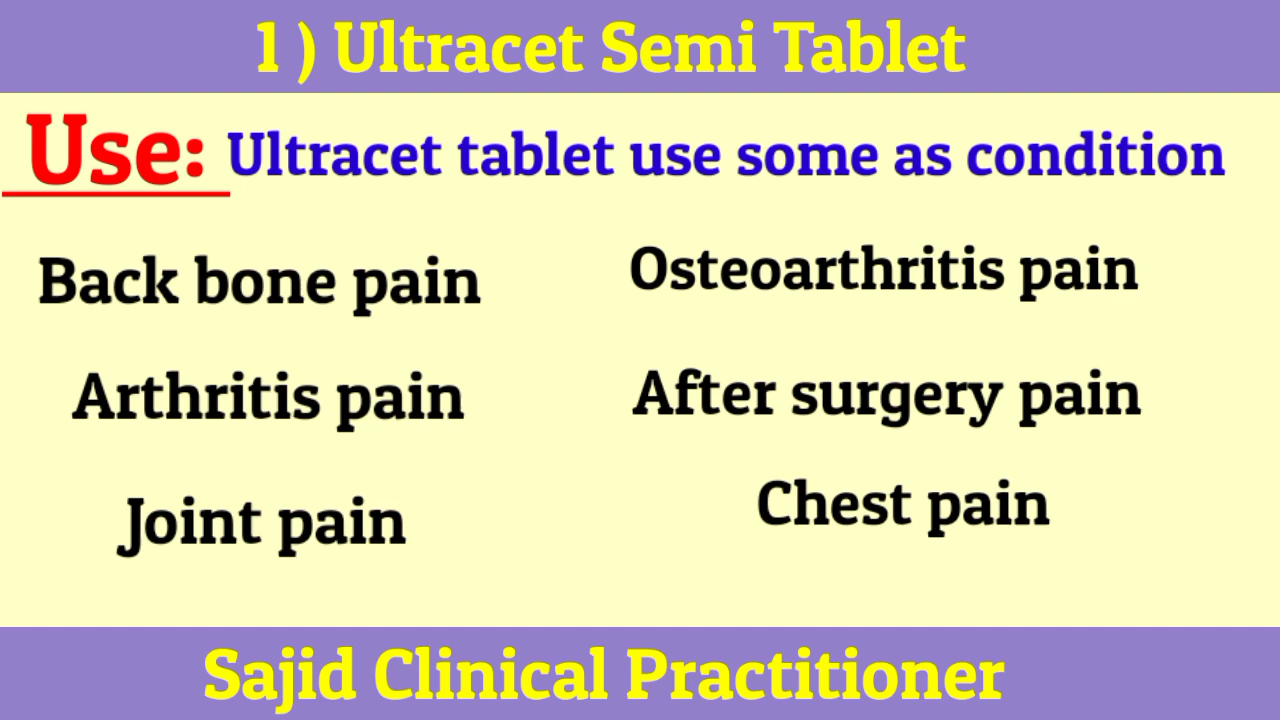 1 ) Ultracet Semi Tablet
Use: Ultracet tablet use some as condition
Back bone pain
Osteoarthritis pain
Arthritis pain
After surgery pain
Joint pain
Chest pain
Sajid Clinical Practitioner